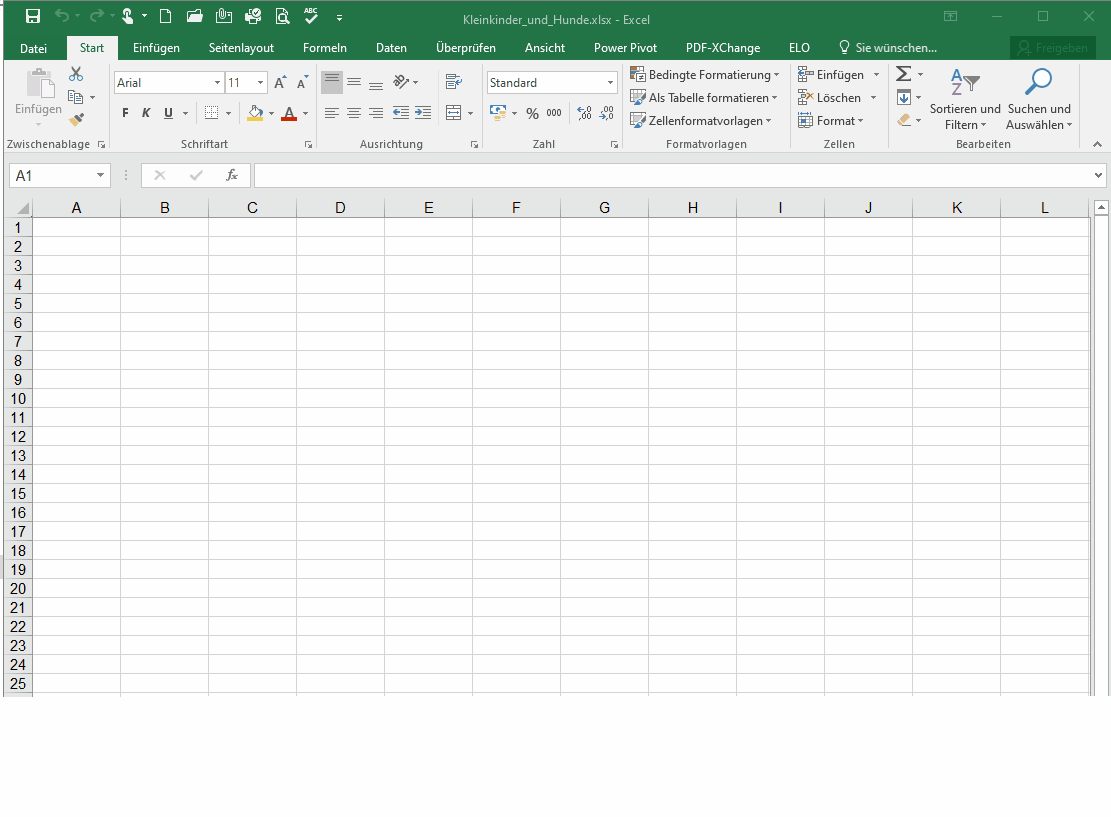 Kleinkinder_und_Hunde.xlsx - Excel
Datei Start Einfügen Seitenlayout Formeln Daten Überprüfen Ansicht Power Pivot PDF-XChange ELO Sie wünschen... Freigeben
Einfügen
Arial 11
F K U
Standard
% 000
Bedingte Formatierung
Als Tabelle formatieren
Zellenformatvorlagen
Einfügen
Löschen
Format
Sortieren und
Filtern
Suchen und
Auswählen
Zwischenablage Schriftart Ausrichtung Zahl Formatvorlagen Zellen Bearbeiten
A1 fx
A B C D E F G H I J K L
1
2
3
4
5
6
7
8
9
10
11
12
13
14
15
16
17
18
19
20
21
22
23
24
25